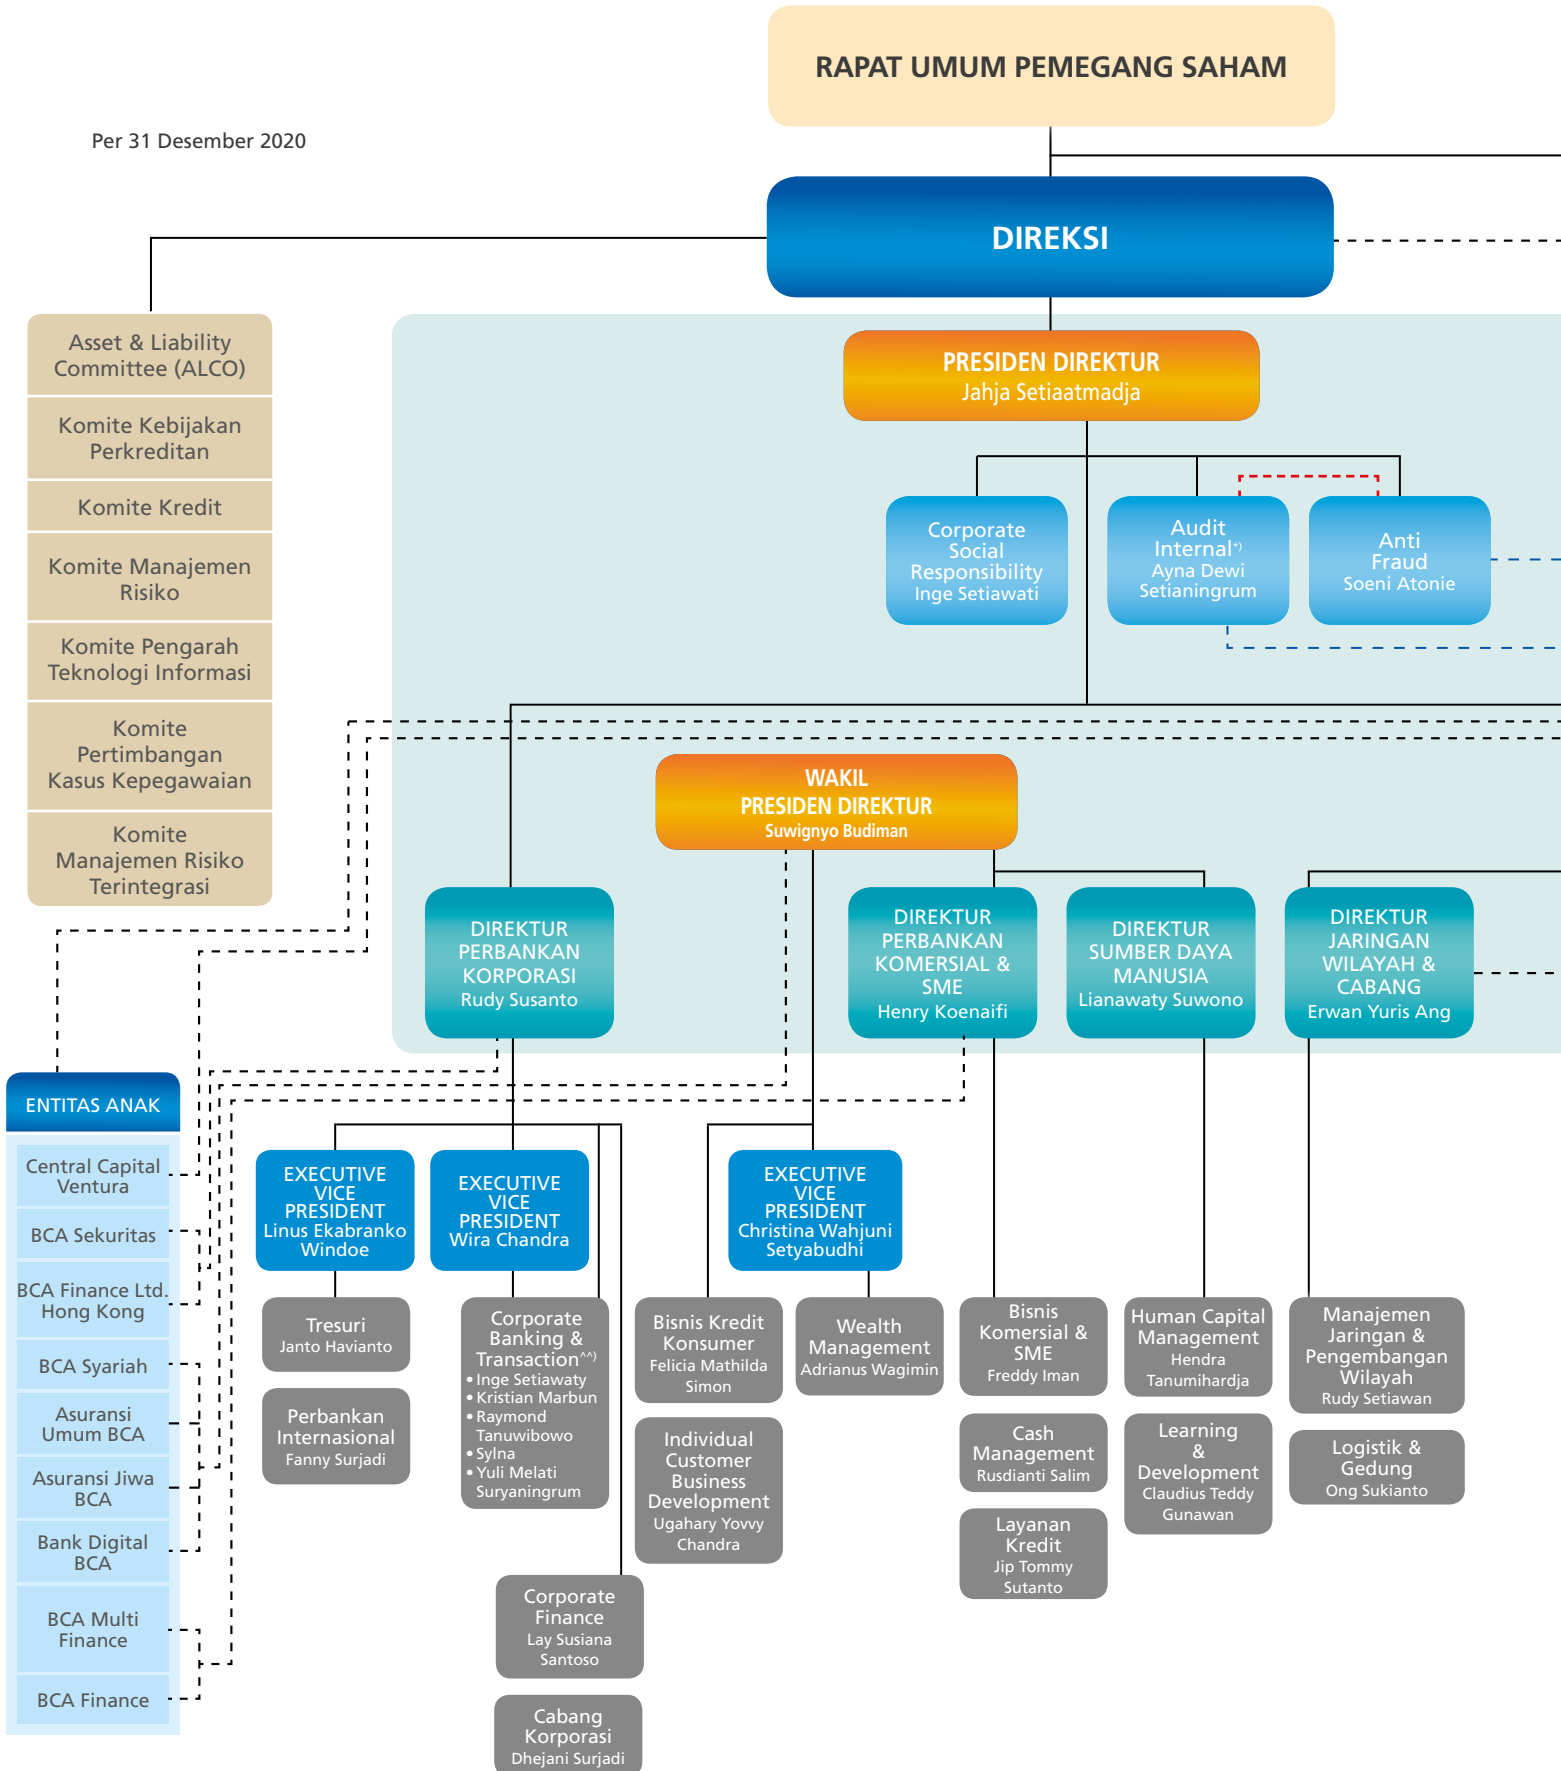 RAPAT UMUM PEMEGANG SAHAM
Per 31 Desember 2020
DIREKSI
Asset & Liability
Committee (ALCO)
Komite Kebijakan
Perkreditan
Komite Kredit
Komite Manajemen
Risiko
Komite Pengarah
Teknologi Informasi
Komite
Pertimbangan
Kasus Kepegawaian
Komite
Manajemen Risiko
Terintegrasi
PRESIDEN DIREKTUR
Jahja Setiaatmadja
Corporate
Social
Responsibility
Inge Setiawati
Audit
Internal*)
Ayna Dewi
Setianingrum
Anti
Fraud
Soeni Atonie
WAKIL
PRESIDEN DIREKTUR
Suwignyo Budiman
DIREKTUR
PERBANKAN
KORPORASI
Rudy Susanto
DIREKTUR
PERBANKAN
KOMERSIAL &
SME
Henry Koenaifi
DIREKTUR
SUMBER DAYA
MANUSIA
Lianawaty Suwono
DIREKTUR
JARINGAN
WILAYAH &
CABANG
Erwan Yuris Ang
ENTITAS ANAK
Central Capital
Ventura
BCA Sekuritas
BCA Finance Ltd.
Hong Kong
BCA Syariah
Asuransi
Umum BCA
Asuransi Jiwa
BCA
Bank Digital
BCA
BCA Multi
Finance
BCA Finance
EXECUTIVE
VICE
PRESIDENT
Linus Ekabranko
Windoe
EXECUTIVE
VICE
PRESIDENT
Wira Chandra
EXECUTIVE
VICE
PRESIDENT
Christina Wahjuni
Setyabudhi
Tresuri
Janto Havianto
Perbankan
Internasional
Fanny Surjadi
Corporate
Banking &
Transaction^^)
• Inge Setiawaty
• Kristian Marbun
• Raymond
Tanuwibowo
• Sylna
• Yuli Melati
Suryaningrum
Corporate
Finance
Lay Susiana
Santoso
Cabang
Korporasi
Dhejani Surjadi
Bisnis Kredit
Konsumer
Felicia Mathilda
Simon
Individual
Customer
Business
Development
Ugahary Yovvy
Chandra
Wealth
Management
Adrianus Wagimin
Bisnis
Komersial &
SME
Freddy Iman
Cash
Management
Rusdianti Salim
Layanan
Kredit
Jip Tommy
Sutanto
Human Capital
Management
Hendra
Tanumihardja
Learning
&
Development
Claudius Teddy
Gunawan
Manajemen
Jaringan &
Pengembangan
Wilayah
Rudy Setiawan
Logistik &
Gedung
Ong Sukianto